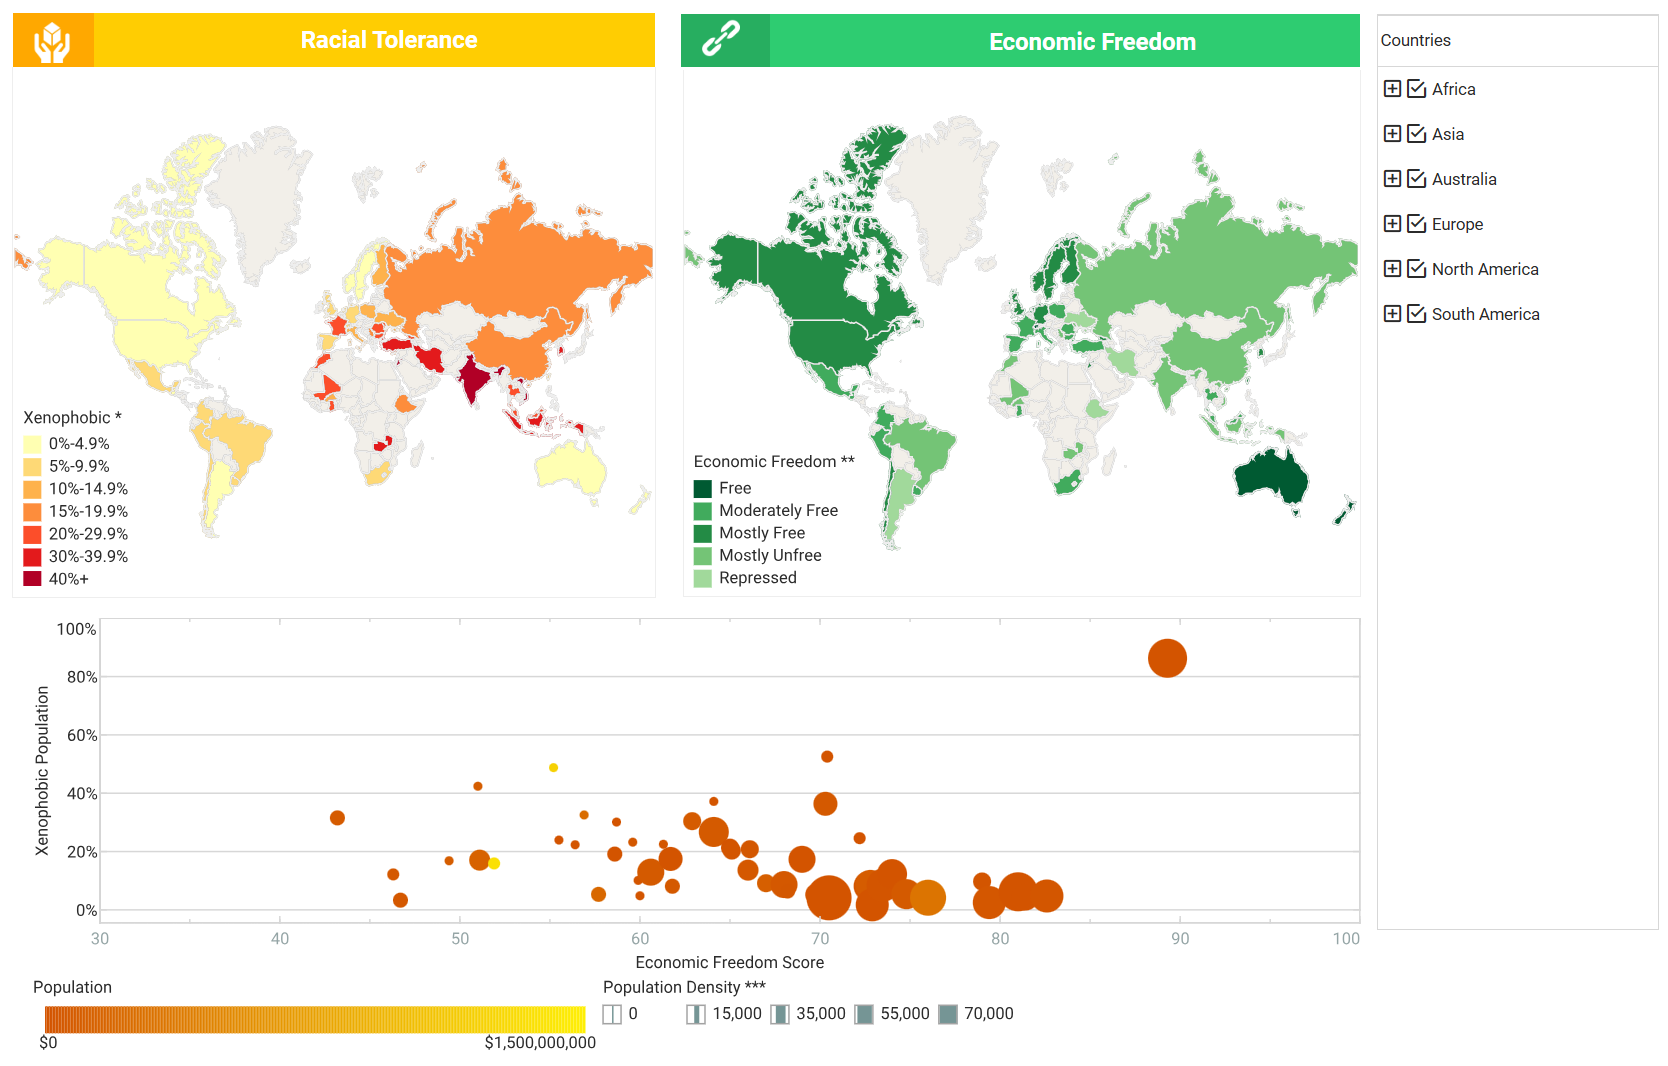 Racial Tolerance
Economic Freedom
Countries
Africa
Asia
Australia
Europe
North America
South America
Xenophobic *
0%-4.9%
5%-9.9%
10%-14.9%
15%-19.9%
20%-29.9%
30%-39.9%
40%+
Economic Freedom **
Free
Moderately Free
Mostly Free
Mostly Unfree
Repressed
Xenophobic Population
100%
80%
60%
40%
20%
0%
30 40 50 60 70 80 90 100
Economic Freedom Score
Population
$0 $1,500,000,000
Population Density ***
0 15,000 35,000 55,000 70,000